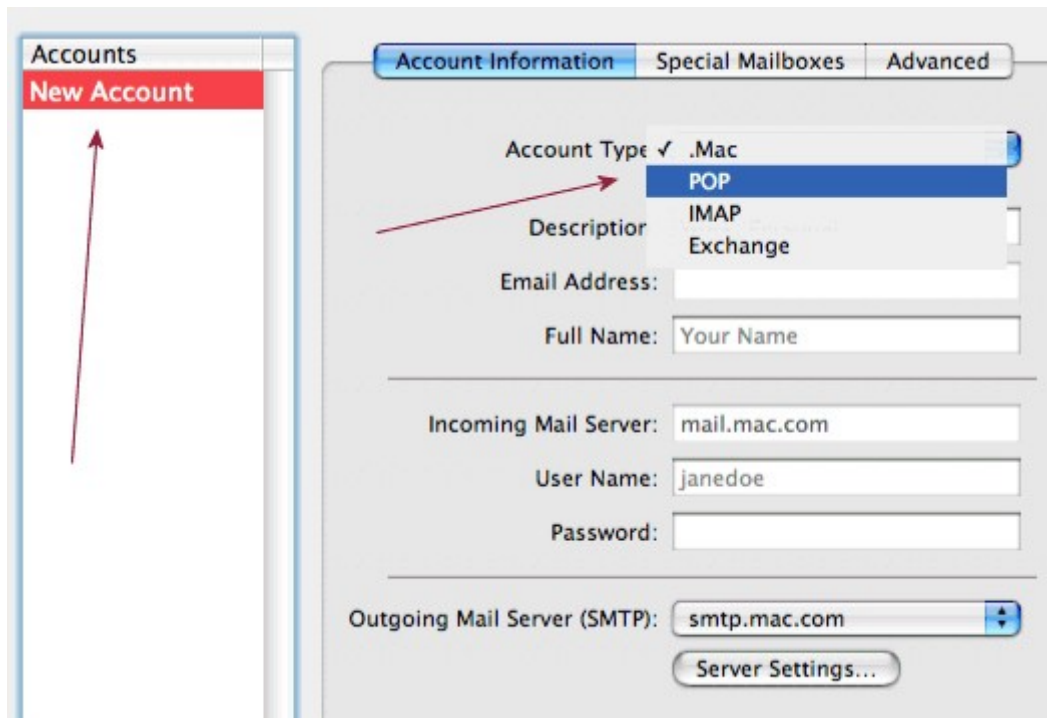 Accounts
New Account
Account Information Special Mailboxes Advanced
Account Type ✓ .Mac
POP
IMAP
Exchange
Description
Email Address:
Full Name: Your Name
Incoming Mail Server: mail.mac.com
User Name: janedoe
Password:
Outgoing Mail Server (SMTP): smtp.mac.com
Server Settings...